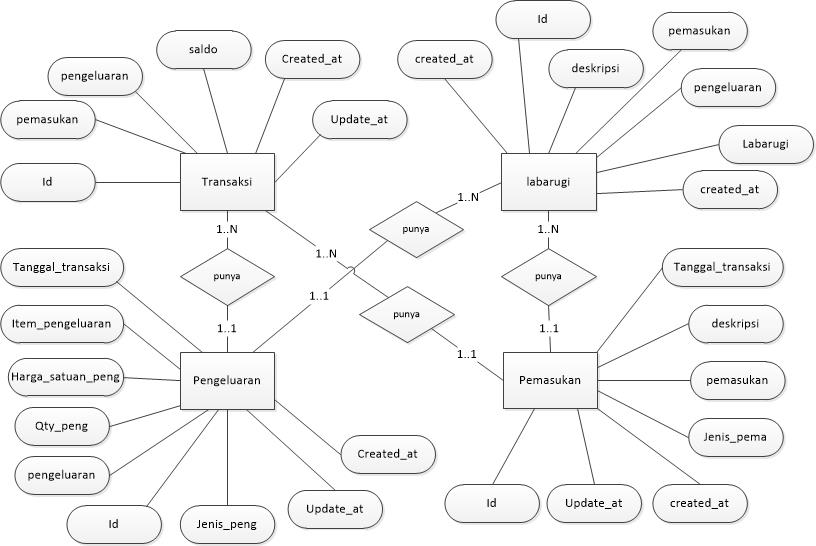 Id
saldo
pemasukan
Created_at
created_at
deskripsi
pengeluaran
pengeluaran
pemasukan
Update_at
Labarugi
Id
Transaksi
labarugi
created_at
1..N
1..N
punya
1..N
1..N
Tanggal_transaksi
Tanggal_transaksi
punya
punya
1..1
punya
Item_pengeluaran
deskripsi
1..1
1..1
1..1
Harga_satuan_peng
Pengeluaran
Pemasukan
pemasukan
Qty_peng
Jenis_pema
Created_at
pengeluaran
Id
Update_at
created_at
Update_at
Id
Jenis_peng